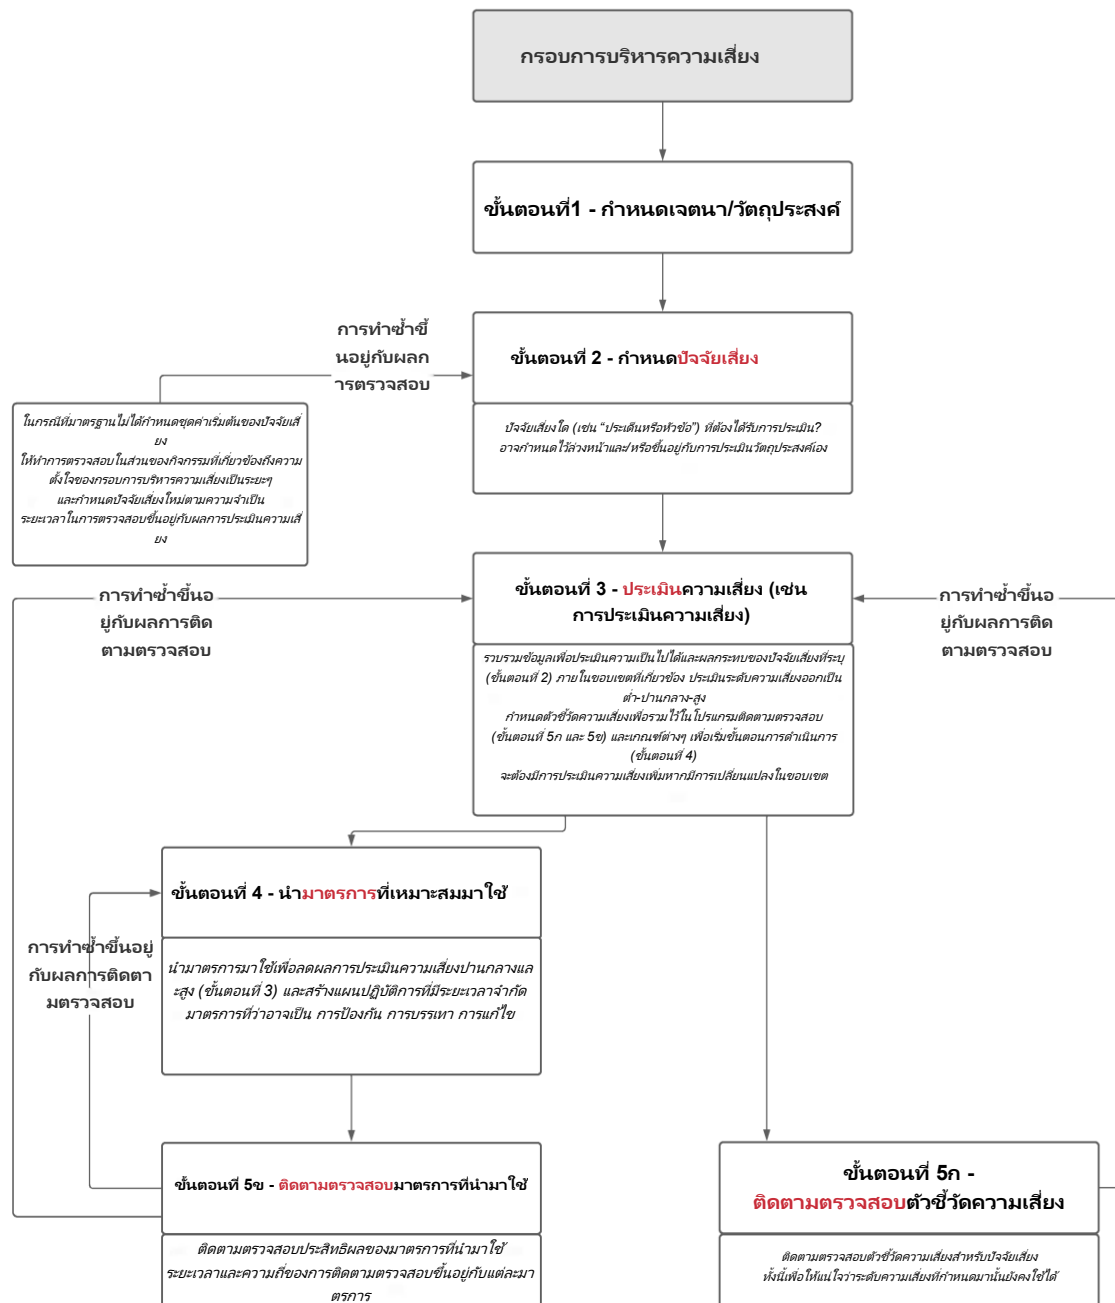 กรอบการบริหารความเสี่ยง
ขั้นตอนที่1 - กำหนดเจตนา/วัตถุประสงค์
การทำซ้ำขึ้
นอยู่กับผลก
ารตรวจสอบ
ขั้นตอนที่ 2 - กำหนดปัจจัยเสี่ยง
ปัจจัยเสี่ยงใด (เช่น “ประเด็นหรือหัวข้อ”) ที่ต้องได้รับการประเมิน?
อาจกำหนดไว้ล่วงหน้าและ/หรือขึ้นอยู่กับการประเมินวัตถุประสงค์เอง
ในกรณีที่มาตรฐานไม่ได้กำหนดชุดค่าเริ่มต้นของปัจจัยเสี่
ยง
ให้ทำการตรวจสอบในส่วนของกิจกรรมที่เกี่ยวข้องถึงความ
ตั้งใจของกรอบการบริหารความเสี่ยงเป็นระยะๆ
และกำหนดปัจจัยเสี่ยงใหม่ตามความจำเป็น
ระยะเวลาในการตรวจสอบขึ้นอยู่กับผลการประเมินความเสี่
ยง
การทำซ้ำขึ้นอ
ยู่กับผลการติด
ตามตรวจสอบ
ขั้นตอนที่ 3 - ประเมินความเสี่ยง (เช่น
การประเมินความเสี่ยง)
รวบรวมข้อมูลเพื่อประเมินความเป็นไปได้และผลกระทบของปัจจัยเสี่ยงที่ระบุ
(ขั้นตอนที่ 2) ภายในขอบเขตที่เกี่ยวข้อง ประเมินระดับความเสี่ยงออกเป็น
ต่ำ-ปานกลาง-สูง
กำหนดตัวชี้วัดความเสี่ยงเพื่อรวมไว้ในโปรแกรมติดตามตรวจสอบ
(ขั้นตอนที่ 5ก และ 5ข) และเกณฑ์ต่างๆ เพื่อเริ่มขั้นตอนการดำเนินการ
(ขั้นตอนที่ 4)
จะต้องมีการประเมินความเสี่ยงเพิ่มหากมีการเปลี่ยนแปลงในขอบเขต
การทำซ้ำขึ้นอ
ยู่กับผลการติด
ตามตรวจสอบ
ขั้นตอนที่ 4 - นำมาตรการที่เหมาะสมมาใช้
นำมาตรการมาใช้เพื่อลดผลการประเมินความเสี่ยงปานกลางแล
ะสูง (ขั้นตอนที่ 3) และสร้างแผนปฏิบัติการที่มีระยะเวลาจำกัด
มาตรการที่ว่าอาจเป็น การป้องกัน การบรรเทา การแก้ไข
การทำซ้ำขึ้นอยู่
กับผลการติดตา
มตรวจสอบ
ขั้นตอนที่ 5ข - ติดตามตรวจสอบมาตรการที่นำมาใช้
ติดตามตรวจสอบประสิทธิผลของมาตรการที่นำมาใช้
ระยะเวลาและความถี่ของการติดตามตรวจสอบขึ้นอยู่กับแต่ละมา
ตรการ
ขั้นตอนที่ 5ก -
ติดตามตรวจสอบตัวชี้วัดความเสี่ยง
ติดตามตรวจสอบตัวชี้วัดความเสี่ยงสำหรับปัจจัยเสี่ยง
ทั้งนี้เพื่อให้แน่ใจว่าระดับความเสี่ยงที่กำหนดมานั้นยังคงใช้ได้